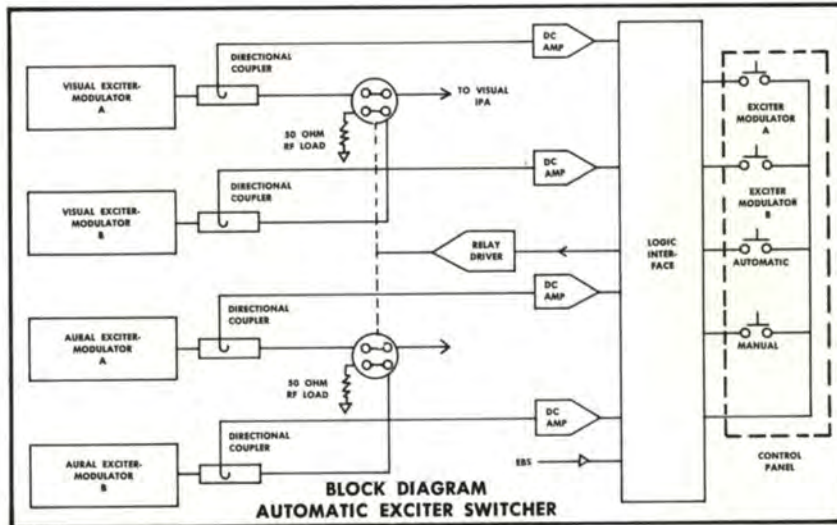 DIRECTIONAL
COUPLER
DC
AMP
VISUAL EXCITER-
MODULATOR
A
TO VISUAL
IPA
50 OHM
RF LOAD
EXCITER
MODULATOR
A
DIRECTIONAL
COUPLER
DC
AMP
VISUAL EXCITER-
MODULATOR
B
EXCITER
MODULATOR
B
RELAY
DRIVER
LOGIC
INTER-
FACE
AUTOMATIC
DIRECTIONAL
COUPLER
DC
AMP
AURAL EXCITER-
MODULATOR
A
MANUAL
50 OHM
RF LOAD
DIRECTIONAL
COUPLER
DC
AMP
AURAL EXCITER-
MODULATOR
B
EBS
CONTROL
PANEL
BLOCK DIAGRAM
AUTOMATIC EXCITER SWITCHER